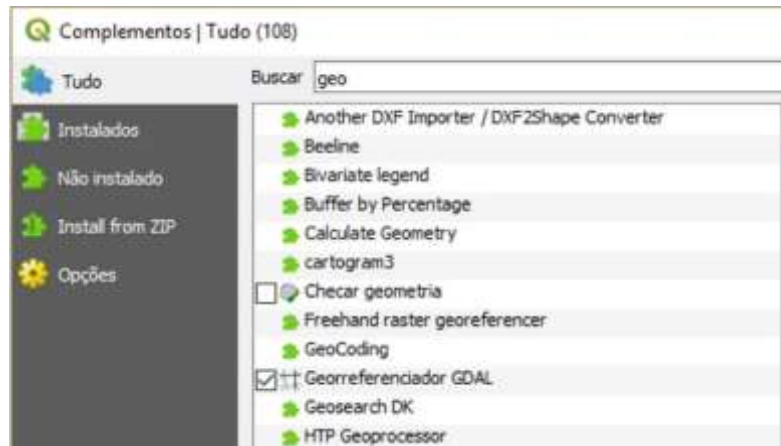 Complementos | Tudo (108)
Tudo
Instalados
Não instalado
Install from ZIP
Opções
Buscar geo
Another DXF Importer / DXF2Shape Converter
Beeline
Bivariate legend
Buffer by Percentage
Calculate Geometry
cartogram3
Checar geometria
Freehand raster georeferencer
GeoCoding
Georreferenciador GDAL
Geosearch DK
HTP Geoprocessor